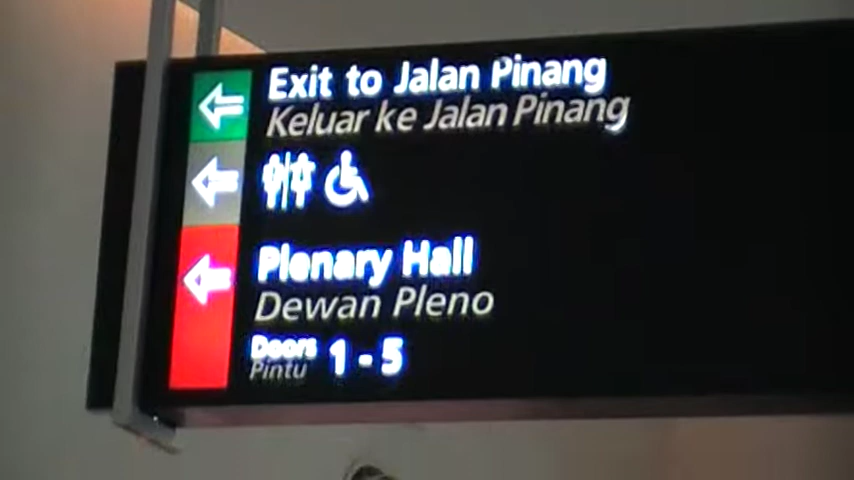 Exit to Jalan Pinang
Keluar ke Jalan Pinang
Plenary Hall
Dewan Pleno
Doors 1 - 5
Pintu